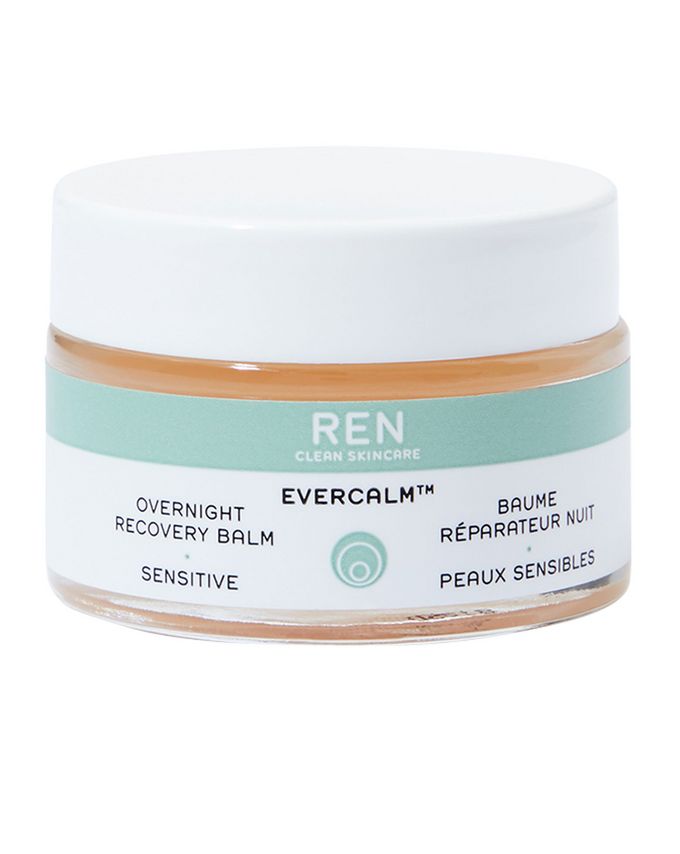 REN
CLEAN SKINCARE
EVERCALM™
OVERNIGHT
RECOVERY BALM
SENSITIVE
BAUME
RÉPARATEUR NUIT
PEAUX SENSIBLES